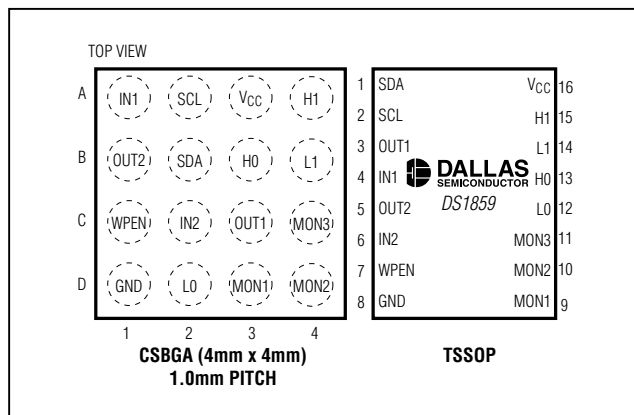 TOP VIEW
A IN1 SCL VCC H1
B OUT2 SDA H0 L1
C WPEN IN2 OUT1 MON3
D GND L0 MON1 MON2
1 2 3 4
CSBGA (4mm x 4mm)
1.0mm PITCH
1 SDA VCC 16
2 SCL H1 15
3 OUT1 L1 14
4 IN1 H0 13
5 OUT2 L0 12
6 IN2 MON3 11
7 WPEN MON2 10
8 GND MON1 9
DALLAS
SEMICONDUCTOR
DS1859
TSSOP